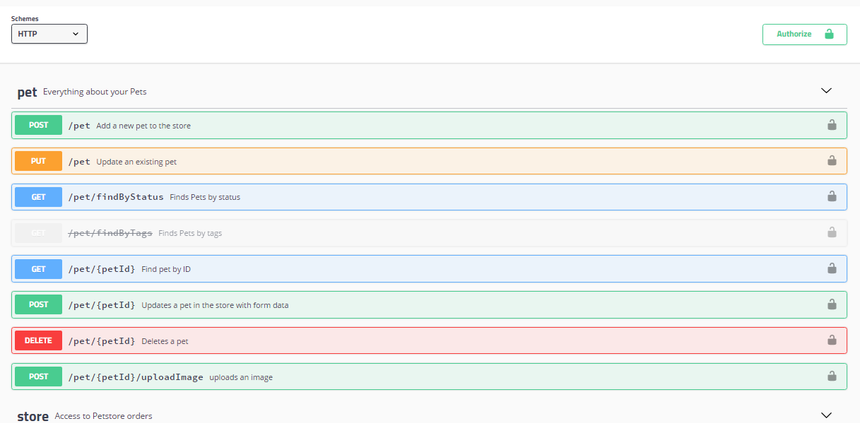 Schemes
HTTP
Authorize
pet Everything about your Pets
POST /pet Add a new pet to the store
PUT /pet Update an existing pet
GET /pet/findByStatus Finds Pets by status
GET /pet/findByTags Finds Pets by tags
GET /pet/{petId} Find pet by ID
POST /pet/{petId} Updates a pet in the store with form data
DELETE /pet/{petId} Deletes a pet
POST /pet/{petId}/uploadImage uploads an image
store Access to Petstore orders